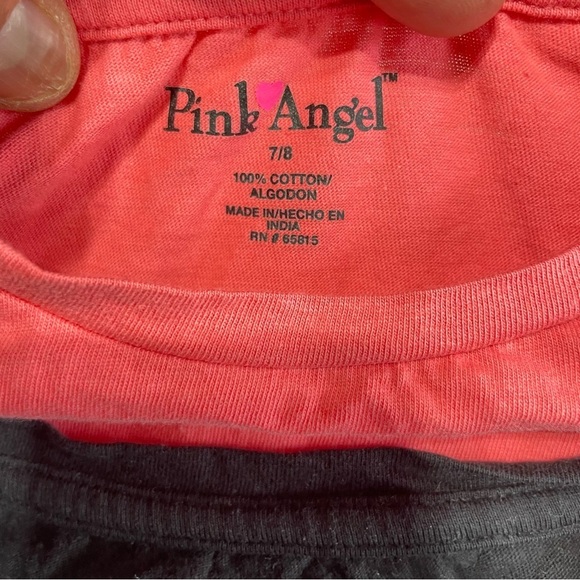 Pink Angel™
7/8
100% COTTON/
ALGODON
MADE IN/HECHO EN
INDIA
RN # 65815